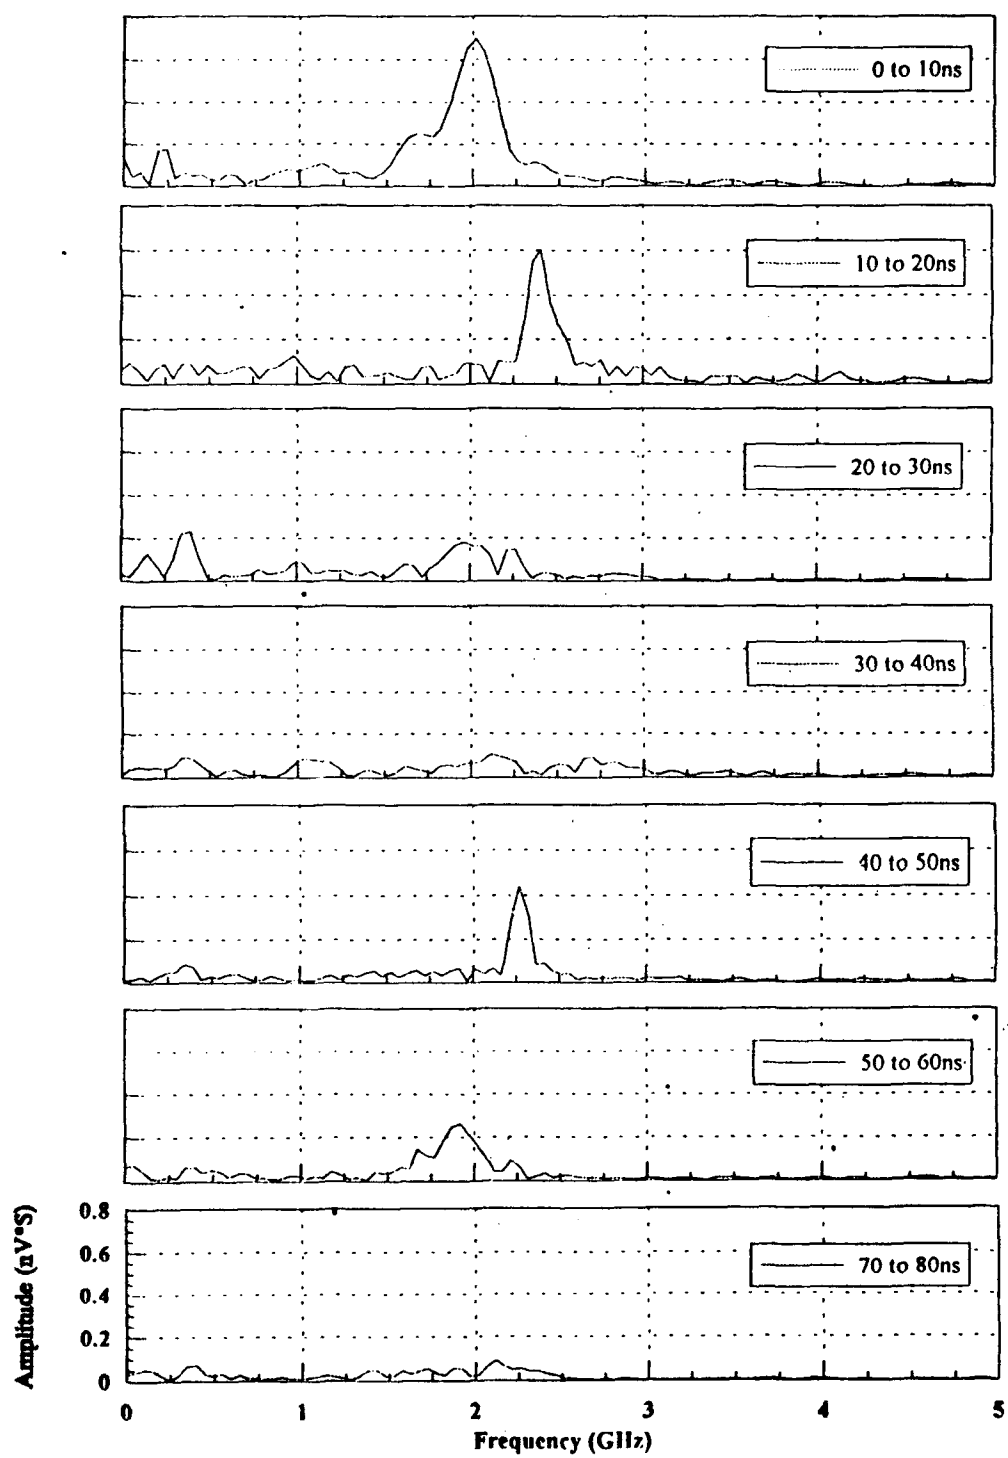 0 to 10ns
10 to 20ns
20 to 30ns
30 to 40ns
40 to 50ns
50 to 60ns
70 to 80ns
Amplitude (nV*S)
0.8
0.6
0.4
0.2
0
0 1 2 3 4 5
Frequency (GHz)